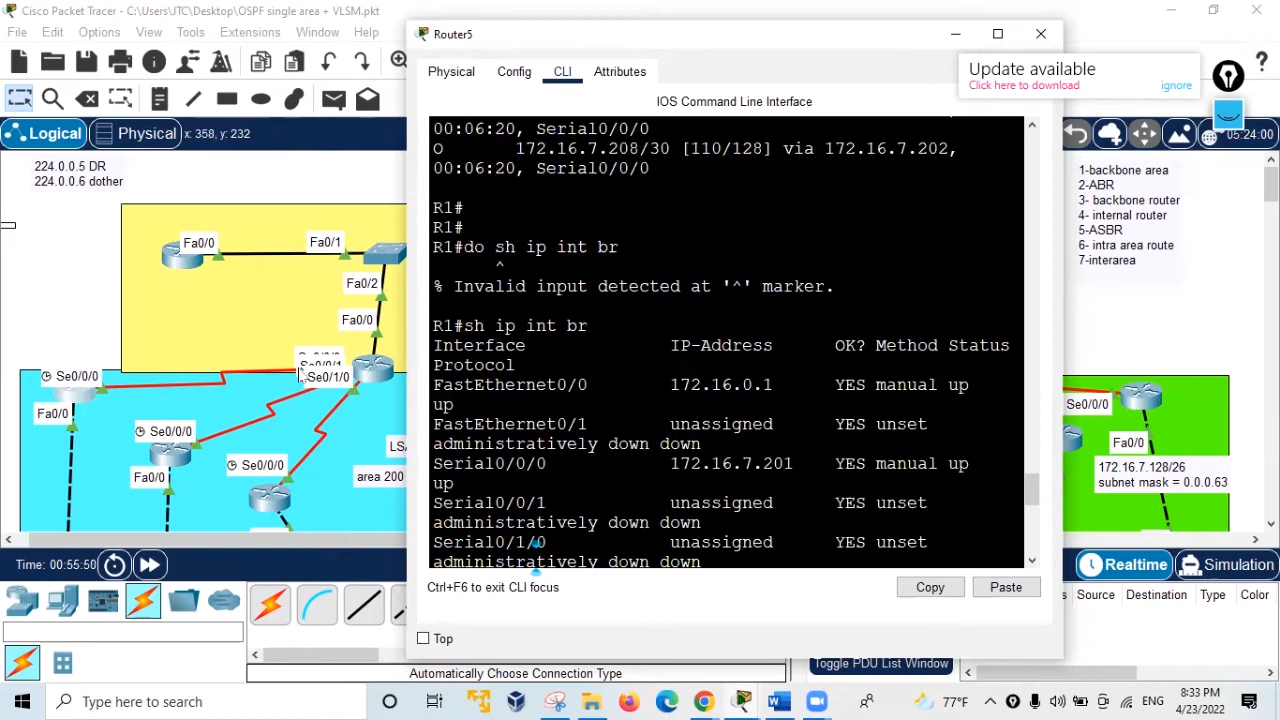 Cisco Packet Tracer - C:\Users\JTC\Desktop\OSPF single area + VLSM.pkt
File Edit Options View Tools Extensions Window Help
Logical Physical x: 358, y: 232
05:24:00
224.0.0.5 DR
224.0.0.6 dother
Fa0/0
Fa0/1
Fa0/2
Fa0/0
Se0/0/1
Se0/1/0
Se0/0/0
Fa0/0
Se0/0/0
Fa0/0
Se0/0/0
LSA
area 200
Router5
Physical Config CLI Attributes
IOS Command Line Interface
00:06:20, Serial0/0/0
O 172.16.7.208/30 [110/128] via 172.16.7.202,
00:06:20, Serial0/0/0
R1#
R1#
R1#do sh ip int br
^
% Invalid input detected at '^' marker.
R1#sh ip int br
Interface IP-Address OK? Method Status
Protocol
FastEthernet0/0 172.16.0.1 YES manual up
up
FastEthernet0/1 unassigned YES unset
administratively down down
Serial0/0/0 172.16.7.201 YES manual up
up
Serial0/0/1 unassigned YES unset
administratively down down
Serial0/1/0 unassigned YES unset
administratively down down
Ctrl+F6 to exit CLI focus
Copy Paste
Top
Update available
Click here to download ignore
1-backbone area
2-ABR
3- backbone router
4- internal router
5-ASBR
6- intra area route
7-interarea
Se0/0/0
Fa0/0
172.16.7.128/26
subnet mask = 0.0.0.63
Time: 00:55:50
Realtime Simulation
Source Destination Type Color
Automatically Choose Connection Type
Toggle PDU List Window
Type here to search
77°F
ENG
8:33 PM
4/23/2022